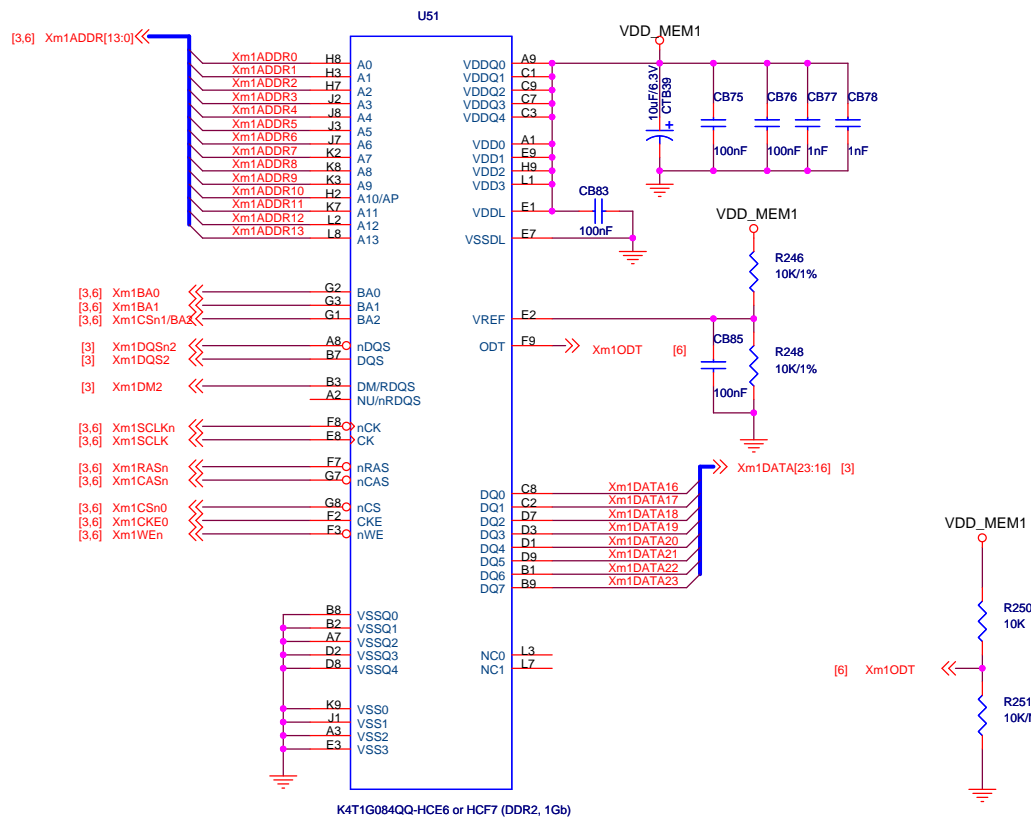 U51
[3,6] Xm1ADDR[13:0]
Xm1ADDR0 H8 A0
Xm1ADDR1 H3 A1
Xm1ADDR2 H7 A2
Xm1ADDR3 J2 A3
Xm1ADDR4 J8 A4
Xm1ADDR5 J3 A5
Xm1ADDR6 J7 A6
Xm1ADDR7 K2 A7
Xm1ADDR8 K8 A8
Xm1ADDR9 K3 A9
Xm1ADDR10 H2 A10/AP
Xm1ADDR11 K7 A11
Xm1ADDR12 L2 A12
Xm1ADDR13 L8 A13
[3,6] Xm1BA0 G2 BA0
[3,6] Xm1BA1 G3 BA1
[3,6] Xm1CSn1/BA2 G1 BA2
[3] Xm1DQSn2 A8 nDQS
[3] Xm1DQS2 B7 DQS
[3] Xm1DM2 B3 DM/RDQS
A2 NU/nRDQS
[3,6] Xm1SCLKn F8 nCK
[3,6] Xm1SCLK E8 CK
[3,6] Xm1RASn F7 nRAS
[3,6] Xm1CASn G7 nCAS
[3,6] Xm1CSn0 G8 nCS
[3,6] Xm1CKE0 F2 CKE
[3,6] Xm1WEn F3 nWE
B8 VSSQ0
B2 VSSQ1
A7 VSSQ2
D2 VSSQ3
D8 VSSQ4
K9 VSS0
J1 VSS1
A3 VSS2
E3 VSS3
VDDQ0 A9
VDDQ1 C1
VDDQ2 C9
VDDQ3 C7
VDDQ4 C3
VDD0 A1
VDD1 E9
VDD2 H9
VDD3 L1
VDDL E1
VSSDL E7
VREF E2
ODT F9 Xm1ODT [6]
Xm1DATA[23:16] [3]
DQ0 C8 Xm1DATA16
DQ1 C2 Xm1DATA17
DQ2 D7 Xm1DATA18
DQ3 D3 Xm1DATA19
DQ4 D1 Xm1DATA20
DQ5 D9 Xm1DATA21
DQ6 B1 Xm1DATA22
DQ7 B9 Xm1DATA23
NC0 L3
NC1 L7
K4T1G084QQ-HCE6 or HCF7 (DDR2, 1Gb)
VDD_MEM1
10uF/6.3V
CTB39
+
CB75 CB76 CB77 CB78
100nF 100nF 1nF 1nF
CB83
100nF
VDD_MEM1
R246
10K/1%
CB85
100nF
R248
10K/1%
VDD_MEM1
R250
10K
[6] Xm1ODT
R251